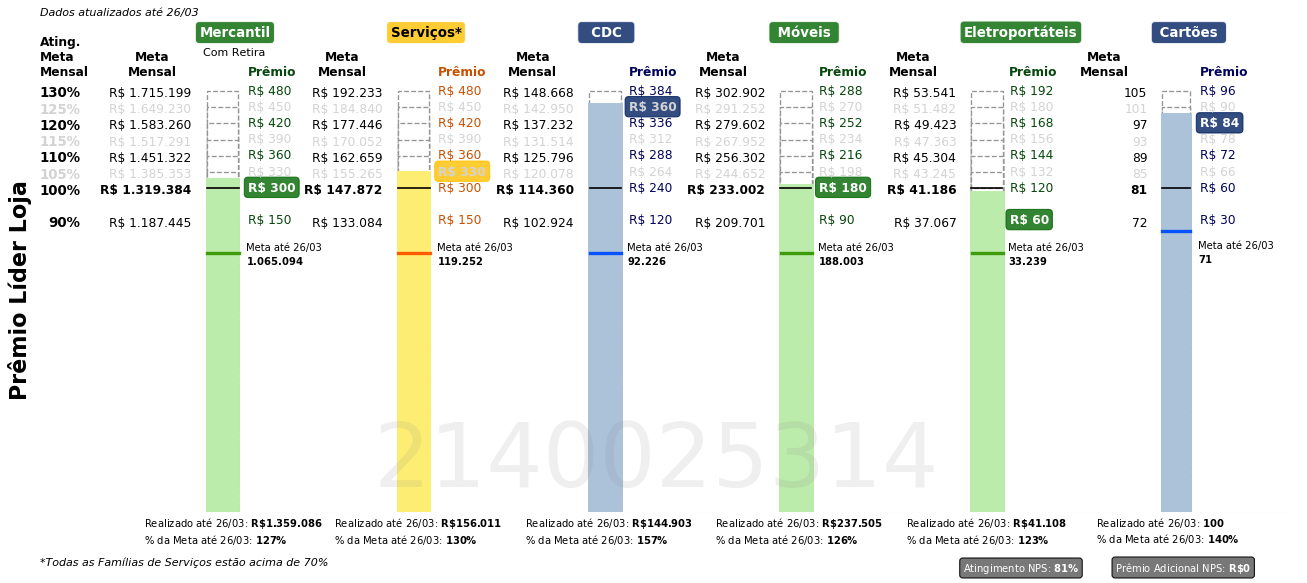 Dados atualizados até 26/03
Mercantil Serviços* CDC Móveis Eletroportáteis Cartões
Com Retira
Ating. Meta Mensal Meta Mensal Prêmio Meta Mensal Prêmio Meta Mensal Prêmio Meta Mensal Prêmio Meta Mensal Prêmio Meta Mensal Prêmio
130% R$ 1.715.199 R$ 480 R$ 192.233 R$ 480 R$ 148.668 R$ 384 R$ 302.902 R$ 288 R$ 53.541 R$ 192 105 R$ 96
125% R$ 1.649.230 R$ 450 R$ 184.840 R$ 450 R$ 142.950 R$ 360 R$ 291.252 R$ 270 R$ 51.482 R$ 180 101 R$ 90
120% R$ 1.583.260 R$ 420 R$ 177.446 R$ 420 R$ 137.232 R$ 336 R$ 279.602 R$ 252 R$ 49.423 R$ 168 97 R$ 84
115% R$ 1.517.291 R$ 390 R$ 170.052 R$ 390 R$ 131.514 R$ 312 R$ 267.952 R$ 234 R$ 47.363 R$ 156 93 R$ 78
110% R$ 1.451.322 R$ 360 R$ 162.659 R$ 360 R$ 125.796 R$ 288 R$ 256.302 R$ 216 R$ 45.304 R$ 144 89 R$ 72
105% R$ 1.385.353 R$ 330 R$ 155.265 R$ 330 R$ 120.078 R$ 264 R$ 244.652 R$ 198 R$ 43.245 R$ 132 85 R$ 66
100% R$ 1.319.384 R$ 300 R$ 147.872 R$ 300 R$ 114.360 R$ 240 R$ 233.002 R$ 180 R$ 41.186 R$ 120 81 R$ 60
90% R$ 1.187.445 R$ 150 R$ 133.084 R$ 150 R$ 102.924 R$ 120 R$ 209.701 R$ 90 R$ 37.067 R$ 60 72 R$ 30
Meta até 26/03 Meta até 26/03 Meta até 26/03 Meta até 26/03 Meta até 26/03 Meta até 26/03
1.065.094 119.252 92.226 188.003 33.239 71
Prêmio Líder Loja
2140025314
Realizado até 26/03: R$1.359.086 Realizado até 26/03: R$156.011 Realizado até 26/03: R$144.903 Realizado até 26/03: R$237.505 Realizado até 26/03: R$41.108 Realizado até 26/03: 100
% da Meta até 26/03: 127% % da Meta até 26/03: 130% % da Meta até 26/03: 157% % da Meta até 26/03: 126% % da Meta até 26/03: 123% % da Meta até 26/03: 140%
*Todas as Famílias de Serviços estão acima de 70% Atingimento NPS: 81% Prêmio Adicional NPS: R$0